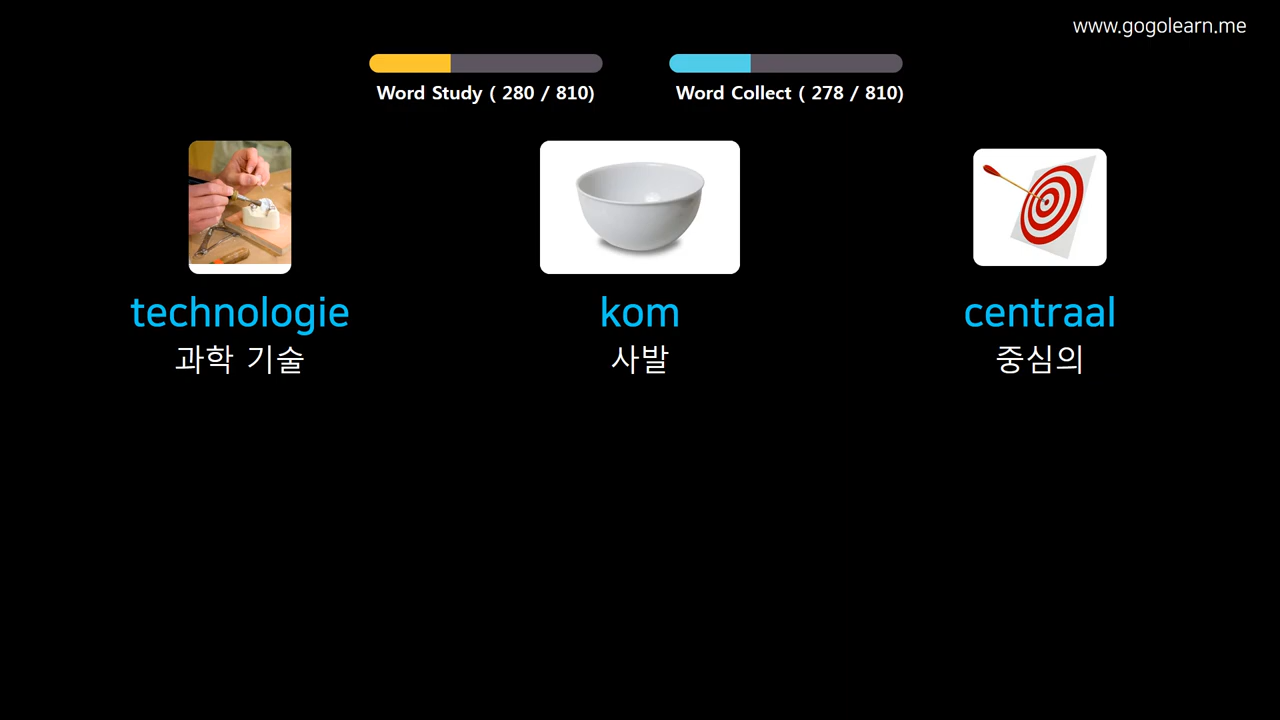 www.gogolearn.me
Word Study ( 280 / 810)
Word Collect ( 278 / 810)
technologie
과학 기술
kom
사발
centraal
중심의